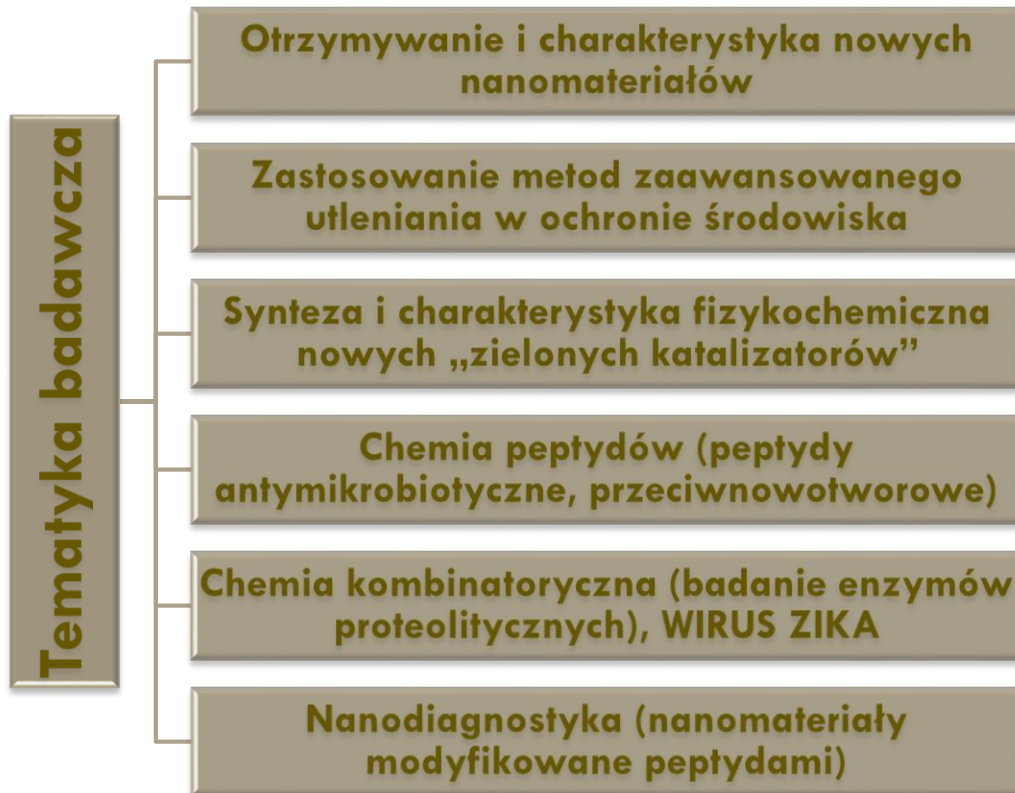 Tematyka badawcza
Otrzymywanie i charakterystyka nowych
nanomateriałów
Zastosowanie metod zaawansowanego
utleniania w ochronie środowiska
Synteza i charakterystyka fizykochemiczna
nowych „zielonych katalizatorów”
Chemia peptydów (peptydy
antymikrobiotyczne, przeciwnowotworowe)
Chemia kombinatoryczna (badanie enzymów
proteolitycznych), WIRUS ZIKA
Nanodiagnostyka (nanomateriały
modyfikowane peptydami)